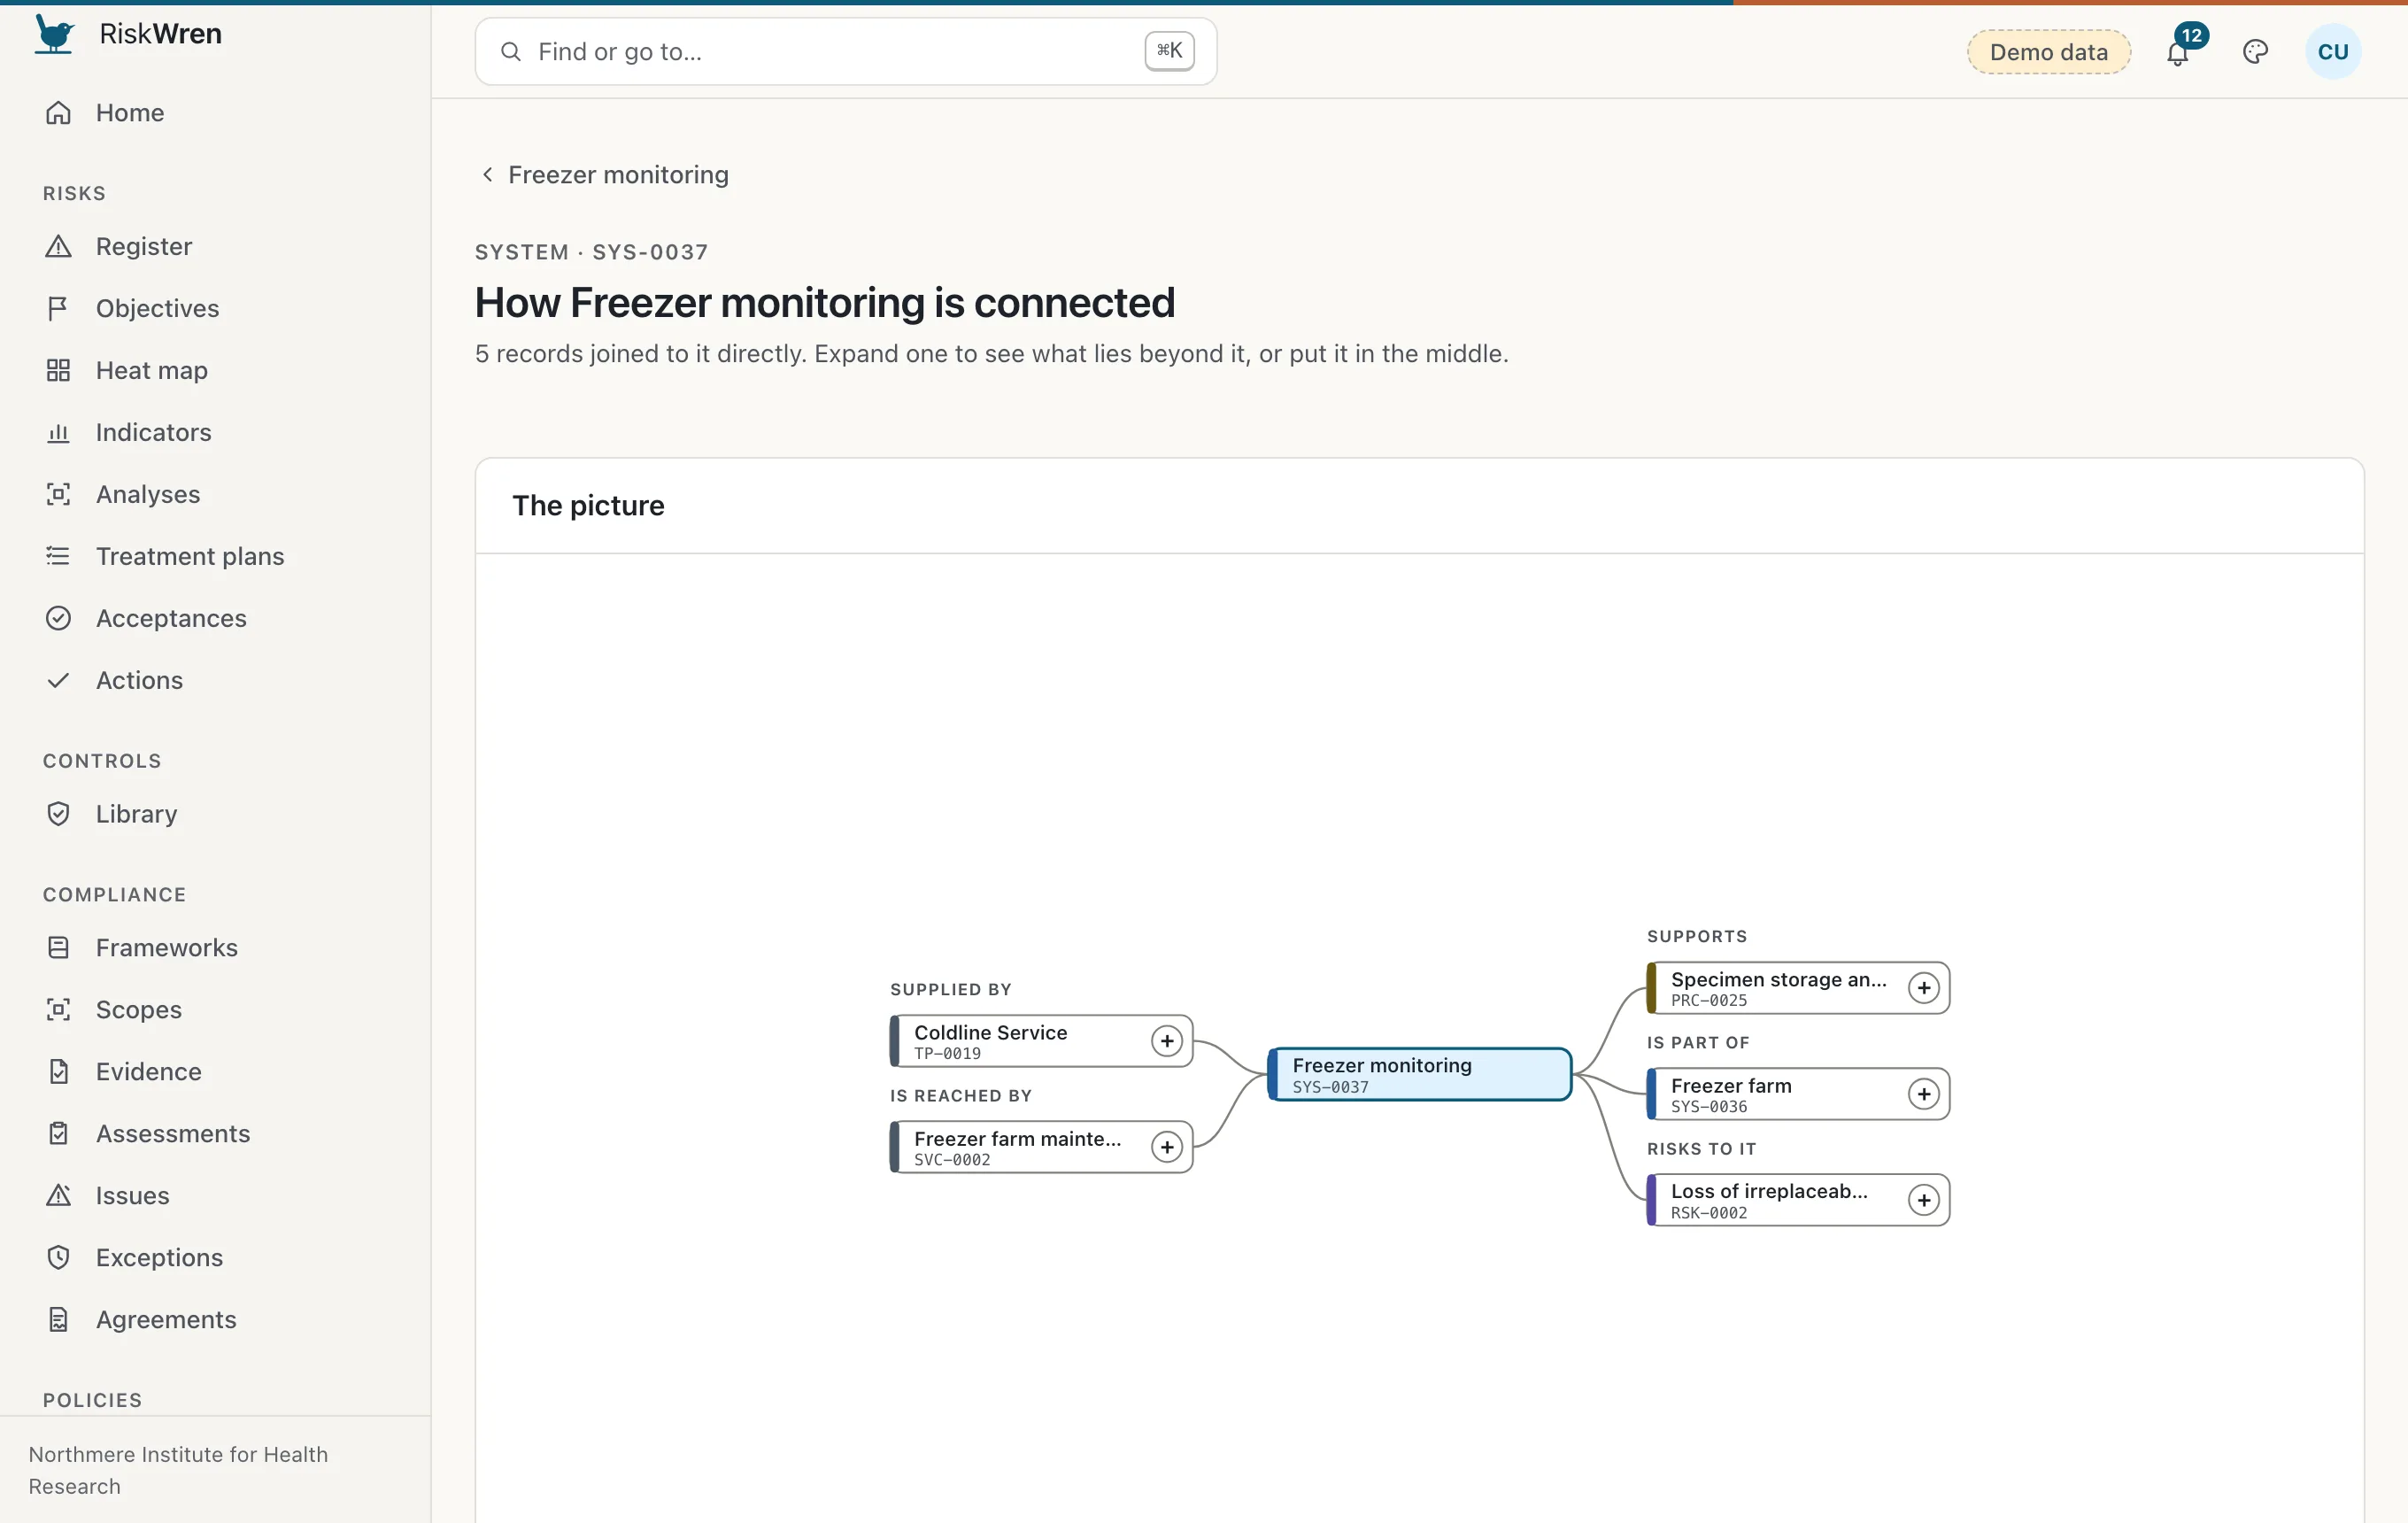 RiskWren
Find or go to...
⌘K
Demo data
12
CU
Home
RISKS
Register
Objectives
Heat map
Indicators
Analyses
Treatment plans
Acceptances
Actions
CONTROLS
Library
COMPLIANCE
Frameworks
Scopes
Evidence
Assessments
Issues
Exceptions
Agreements
POLICIES
Northmere Institute for Health
Research
Freezer monitoring
SYSTEM · SYS-0037
How Freezer monitoring is connected
5 records joined to it directly. Expand one to see what lies beyond it, or put it in the middle.
The picture
SUPPLIED BY
Coldline Service
TP-0019
IS REACHED BY
Freezer farm mainte...
SVC-0002
Freezer monitoring
SYS-0037
SUPPORTS
Specimen storage an...
PRC-0025
IS PART OF
Freezer farm
SYS-0036
RISKS TO IT
Loss of irreplaceab...
RSK-0002